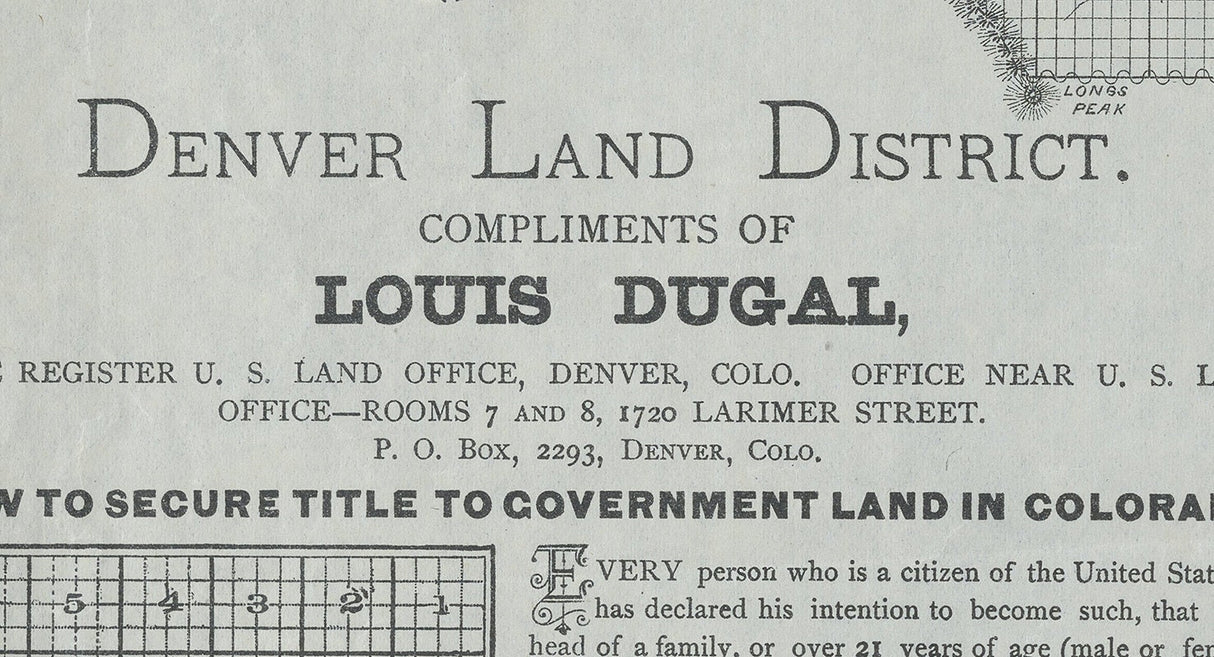 LONGS
PEAK
DENVER LAND DISTRICT.
COMPLIMENTS OF
LOUIS DUGAL,
REGISTER U. S. LAND OFFICE, DENVER, COLO. OFFICE NEAR U. S.
OFFICE—ROOMS 7 AND 8, 1720 LARIMER STREET.
P. O. Box, 2293, DENVER, COLO.
TO SECURE TITLE TO GOVERNMENT LAND IN
5 4 3 2 1
EVERY person who is a citizen of the United
has declared his intention to become such, that
head of a family, or over 21 years of age (male or